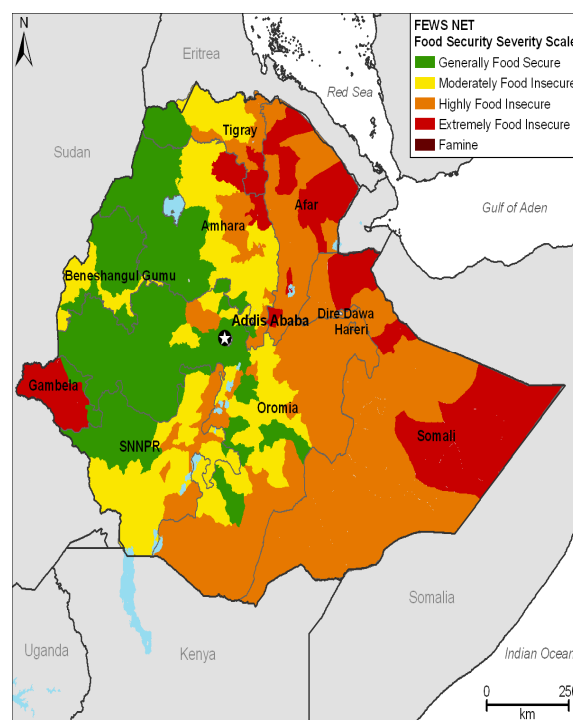 FEWS NET
Food Security Severity Scale
Generally Food Secure
Moderately Food Insecure
Highly Food Insecure
Extremely Food Insecure
Famine
N
Eritrea
Red Sea
Sudan
Tigray
Afar
Gulf of Aden
Amhara
Beneshangul Gumu
Addis Ababa
Dire Dawa
Hareri
Gambela
Oromia
SNNPR
Somali
Somalia
Uganda
Kenya
Indian Ocean
0 250
km